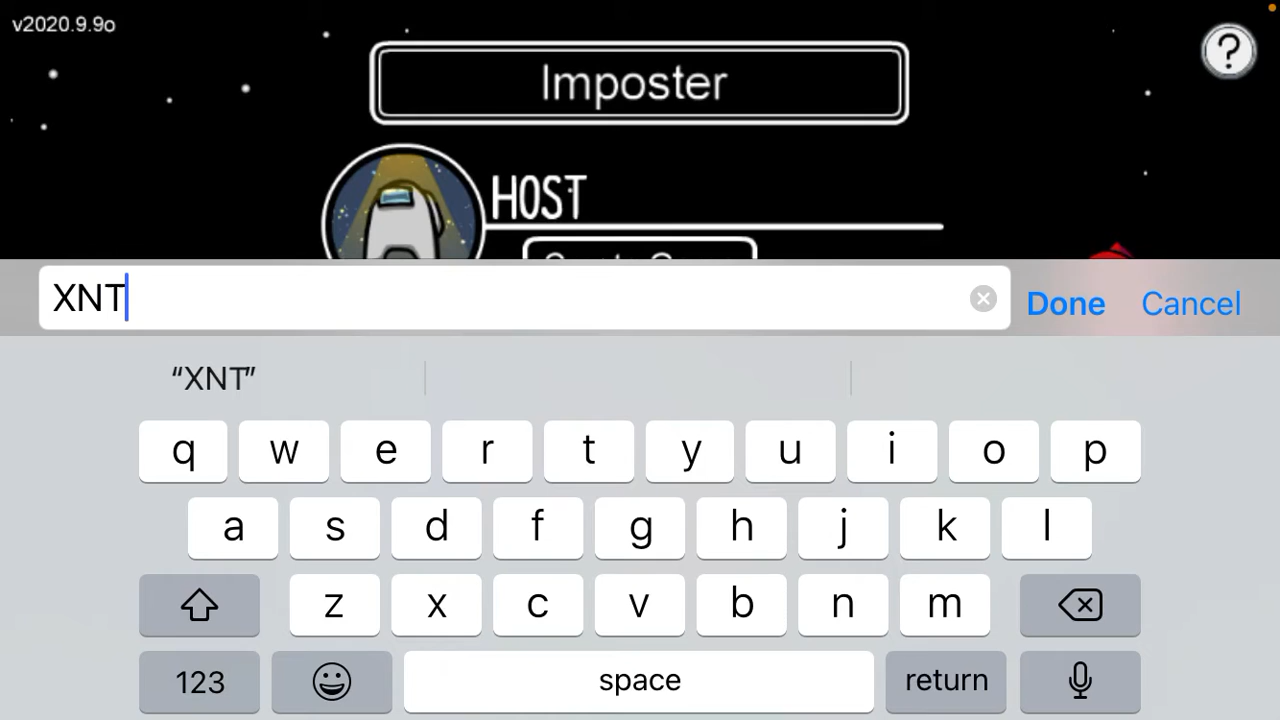 v2020.9.9o
?
Imposter
HOST
XNT
Done
Cancel
“XNT”
q w e r t y u i o p
a s d f g h j k l
z x c v b n m
123
space
return